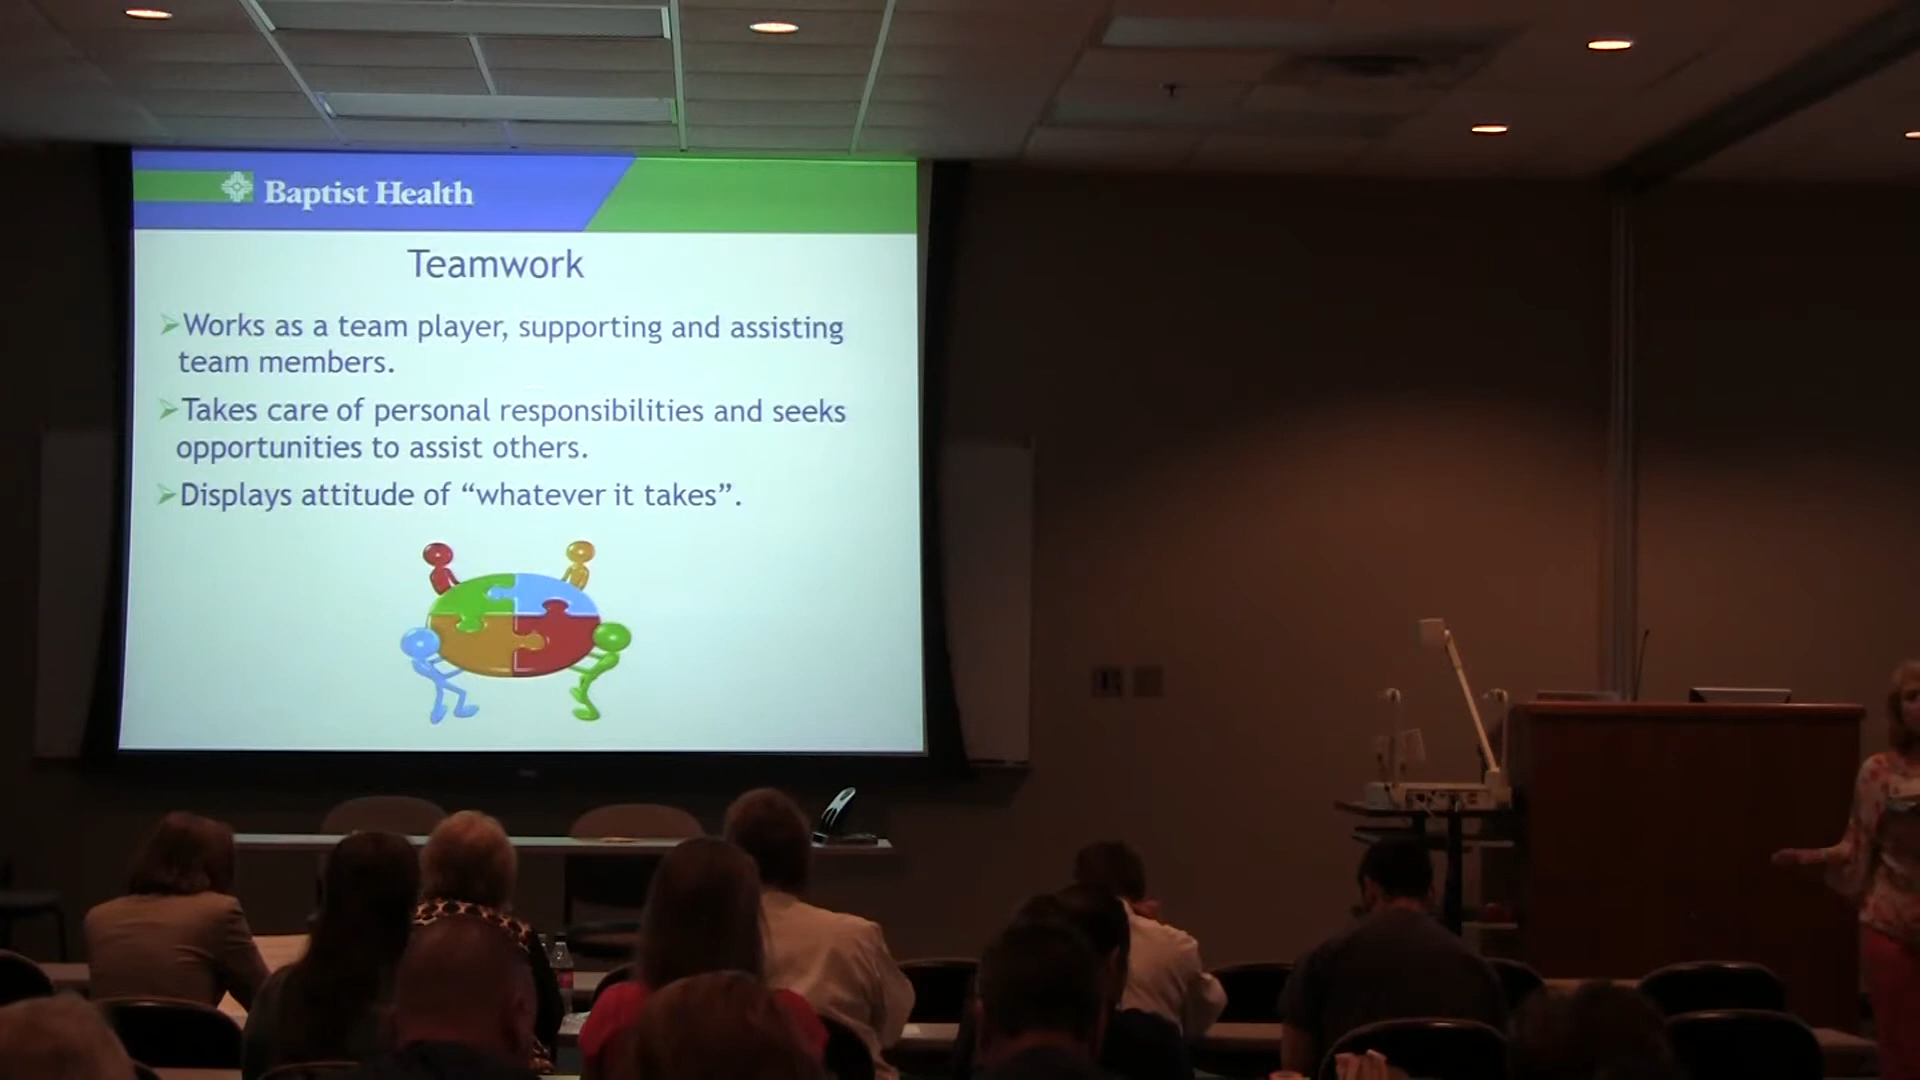 Baptist Health
Teamwork
Works as a team player, supporting and assisting
team members.
Takes care of personal responsibilities and seeks
opportunities to assist others.
Displays attitude of “whatever it takes”.